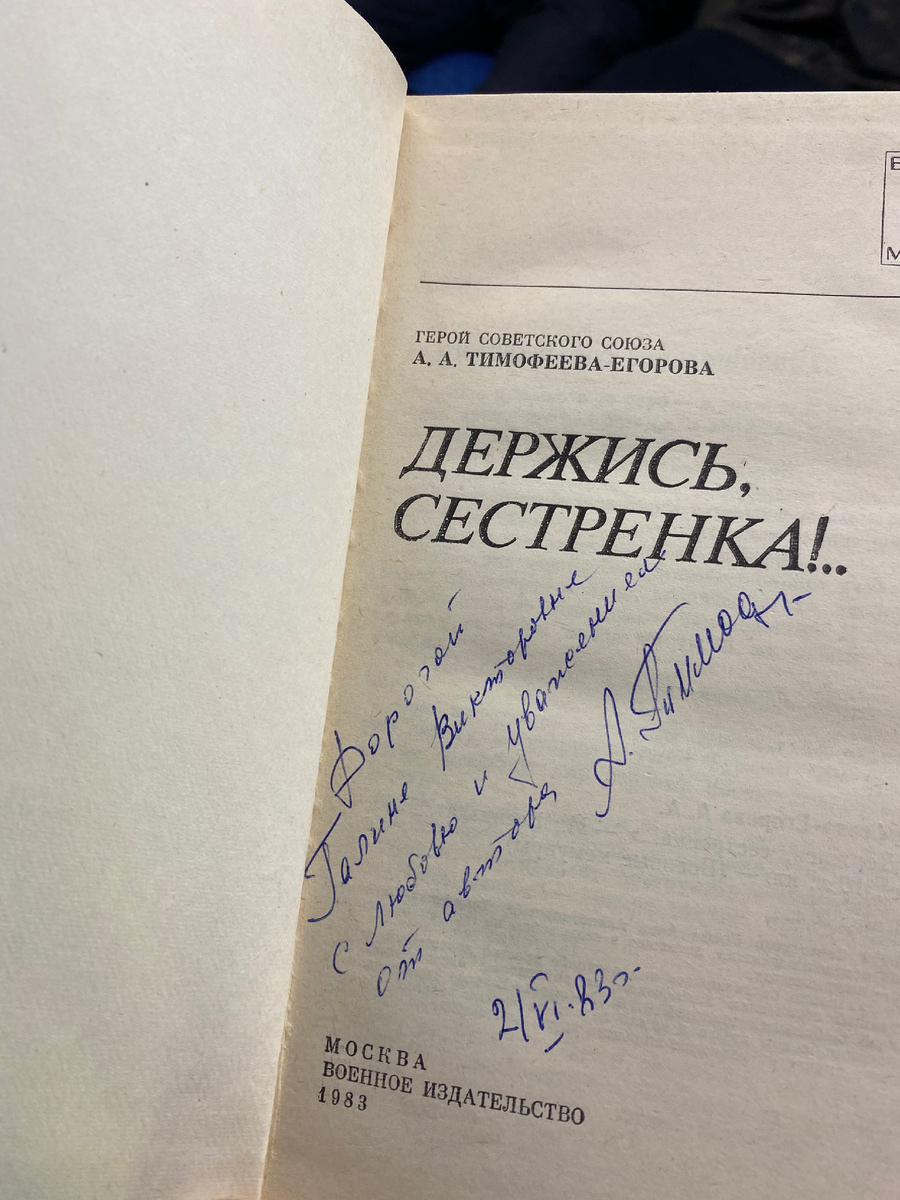 В
М
ГЕРОЙ СОВЕТСКОГО СОЮЗА
А. А. ТИМОФЕЕВА-ЕГОРОВА
ДЕРЖИСЬ,
СЕСТРЕНКА!..
Дорогой
Галине Викторовне
с любовью и уважением
от автора А.
2/VI.83г.
МОСКВА
ВОЕННОЕ ИЗДАТЕЛЬСТВО
1983